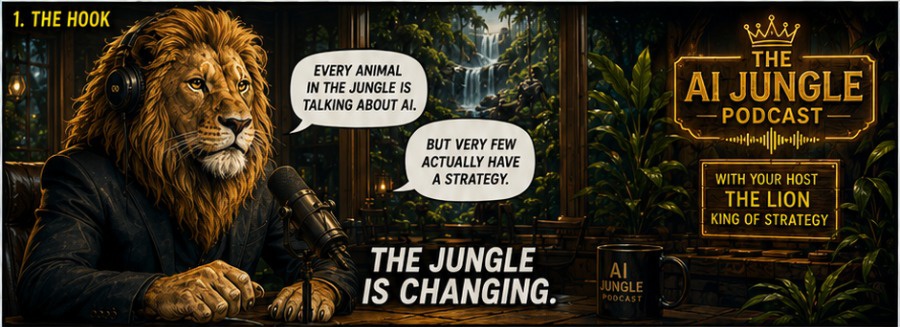 1. THE HOOK
EVERY ANIMAL
IN THE JUNGLE IS
TALKING ABOUT AI.
BUT VERY FEW
ACTUALLY HAVE
A STRATEGY.
THE JUNGLE
IS CHANGING.
THE
AI JUNGLE
PODCAST
WITH YOUR HOST
THE LION
KING OF STRATEGY
AI
JUNGLE
PODCAST